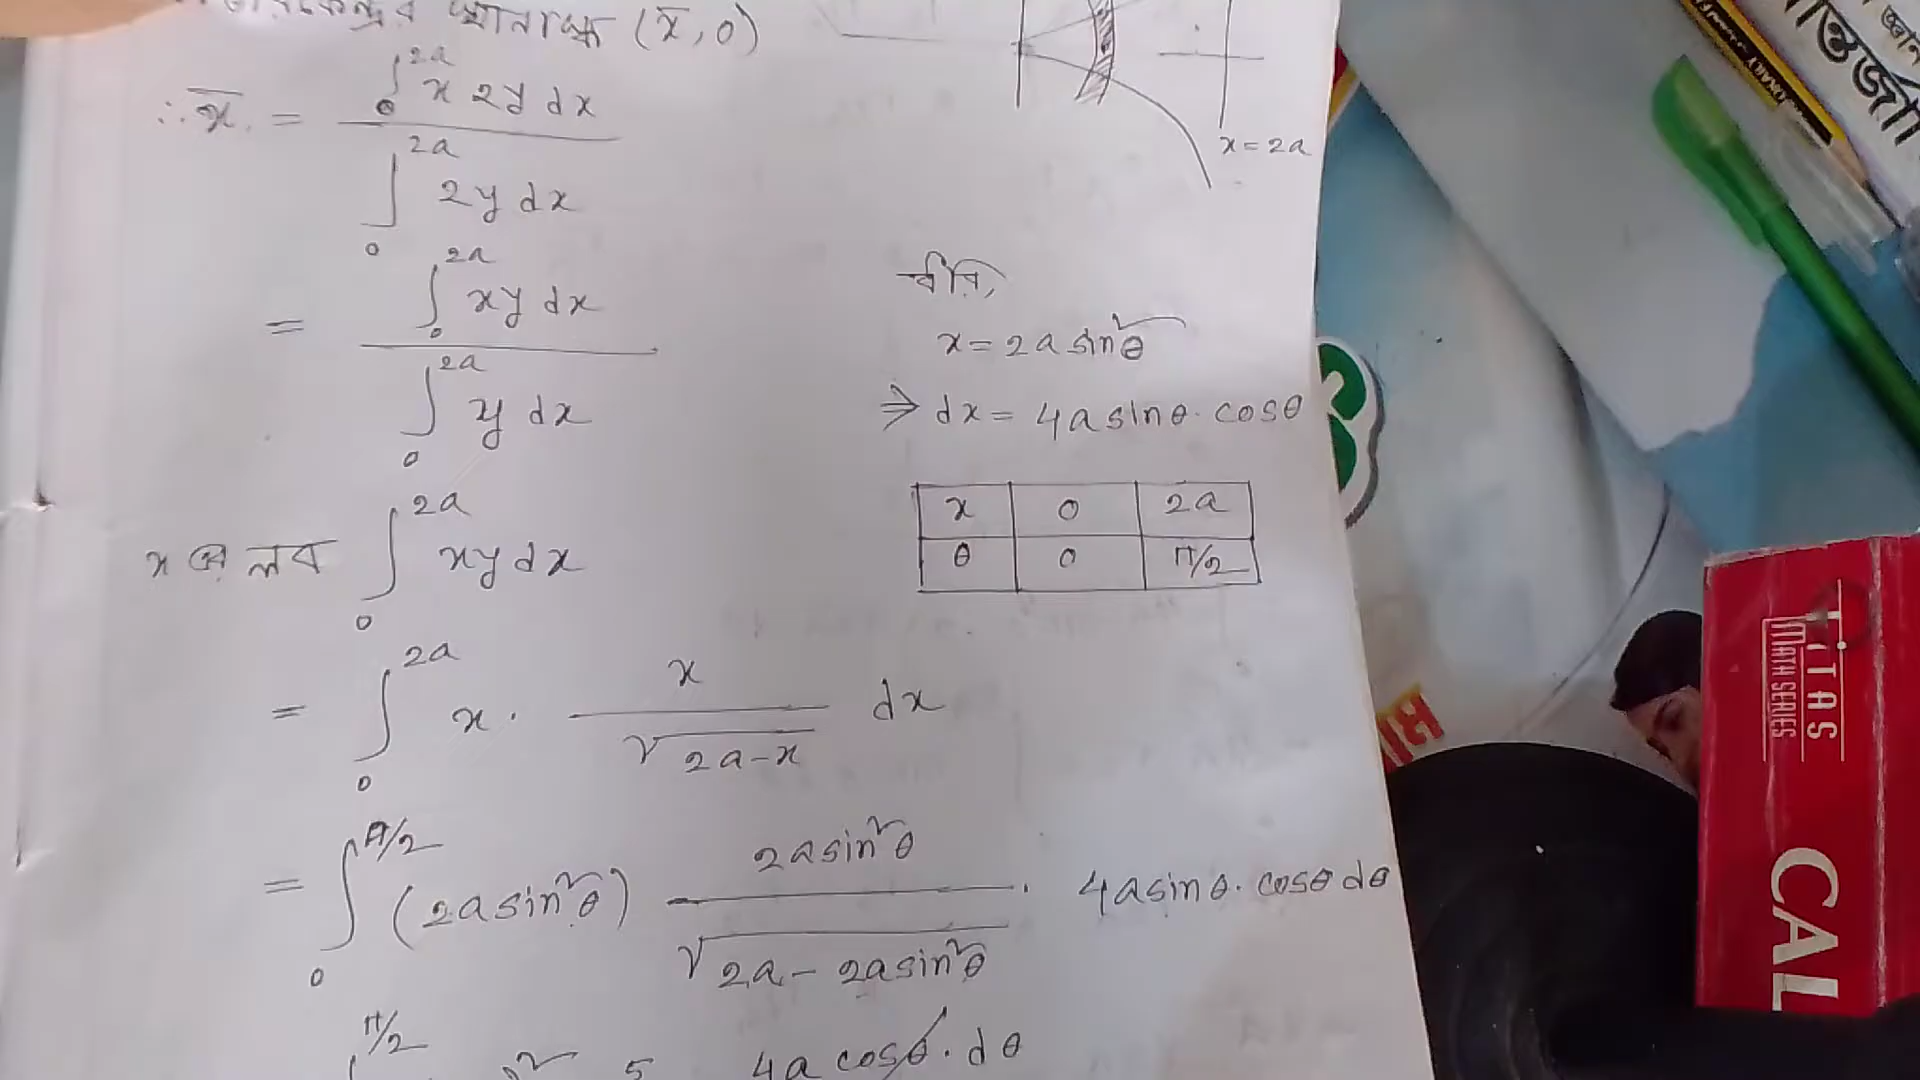 ভারকেন্দ্রের স্থানাঙ্ক (x̄, 0)
∴ x̄ = ∫₀^{2a} x 2y dx / ∫₀^{2a} 2y dx
x = 2a
= ∫₀^{2a} xy dx / ∫₀^{2a} y dx
ধরি,
x = 2a sin²θ
⇒ dx = 4a sinθ. cosθ
x 0 2a
θ 0 π/2
x এর লব ∫₀^{2a} xy dx
= ∫₀^{2a} x. x/√(2a-x) dx
= ∫₀^{π/2} (2a sin²θ) 2a sin²θ/√(2a - 2a sin²θ) . 4a sinθ. cosθ dθ
π/2
4a cosθ. dθ
TiTAS
MATH SERIES
CAL